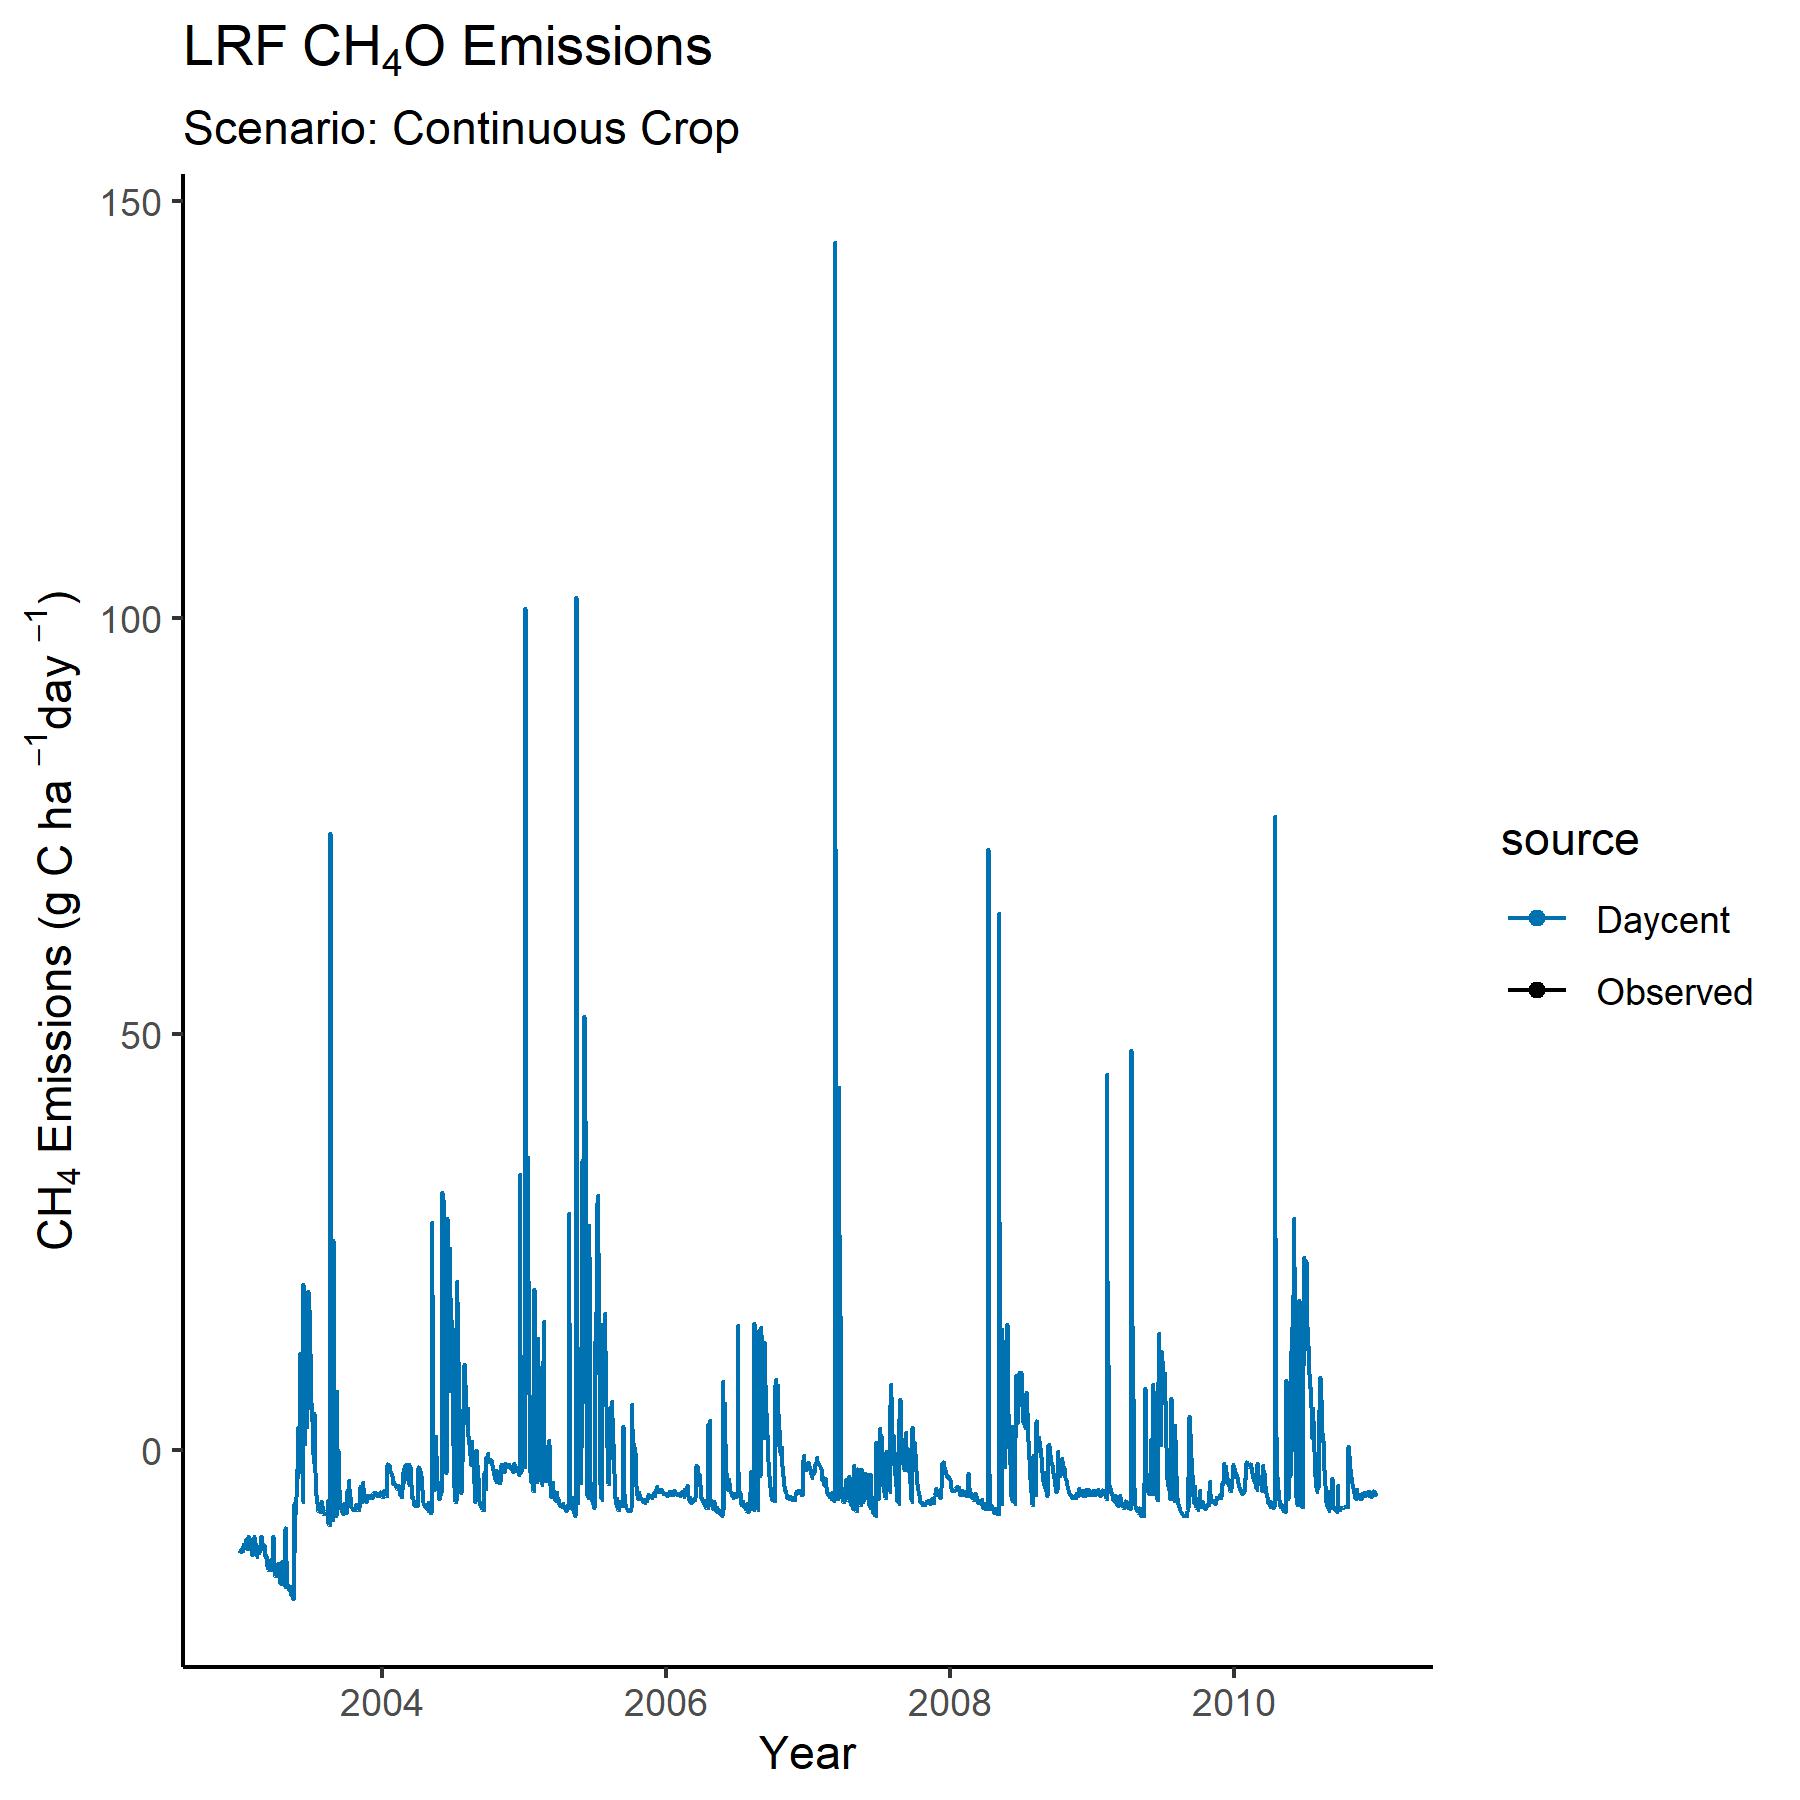 LRF CH₄O Emissions
Scenario: Continuous Crop
150
100
50
0
CH₄ Emissions (g C ha ⁻¹day ⁻¹)
2004 2006 2008 2010
Year
source
Daycent
Observed